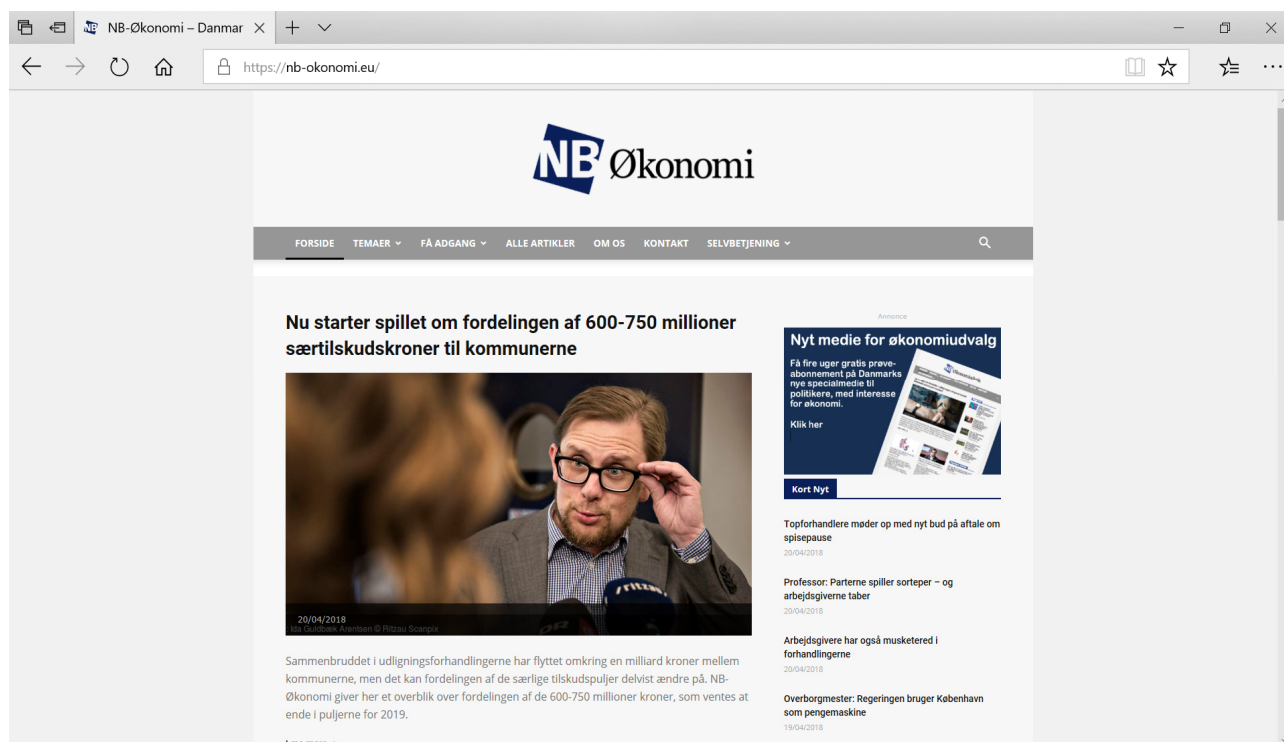 NB-Økonomi – Danmar
https://nb-okonomi.eu/
NB Økonomi
FORSIDE TEMAER FÅ ADGANG ALLE ARTIKLER OM OS KONTAKT SELVBETJENING
Nu starter spillet om fordelingen af 600-750 millioner
særtilskudskroner til kommunerne
/ritzau/
DR
20/04/2018
: Ida Guldbæk Arentsen © Ritzau Scanpix
Sammenbruddet i udligningsforhandlingerne har flyttet omkring en milliard kroner mellem
kommunerne, men det kan fordelingen af de særlige tilskudspuljer delvist ændre på. NB-
Økonomi giver her et overblik over fordelingen af de 600-750 millioner kroner, som ventes at
ende i puljerne for 2019.
Annonce
Nyt medie for økonomiudvalg
Få fire uger gratis prøve-
abonnement på Danmarks
nye specialmedie til
politikere, med interesse
for økonomi.
Klik her
Kort Nyt
Topforhandlere møder op med nyt bud på aftale om
spisepause
20/04/2018
Professor: Parterne spiller sorteper – og
arbejdsgiverne taber
20/04/2018
Arbejdsgivere har også musketered i
forhandlingerne
20/04/2018
Overborgmester: Regeringen bruger København
som pengemaskine
19/04/2018